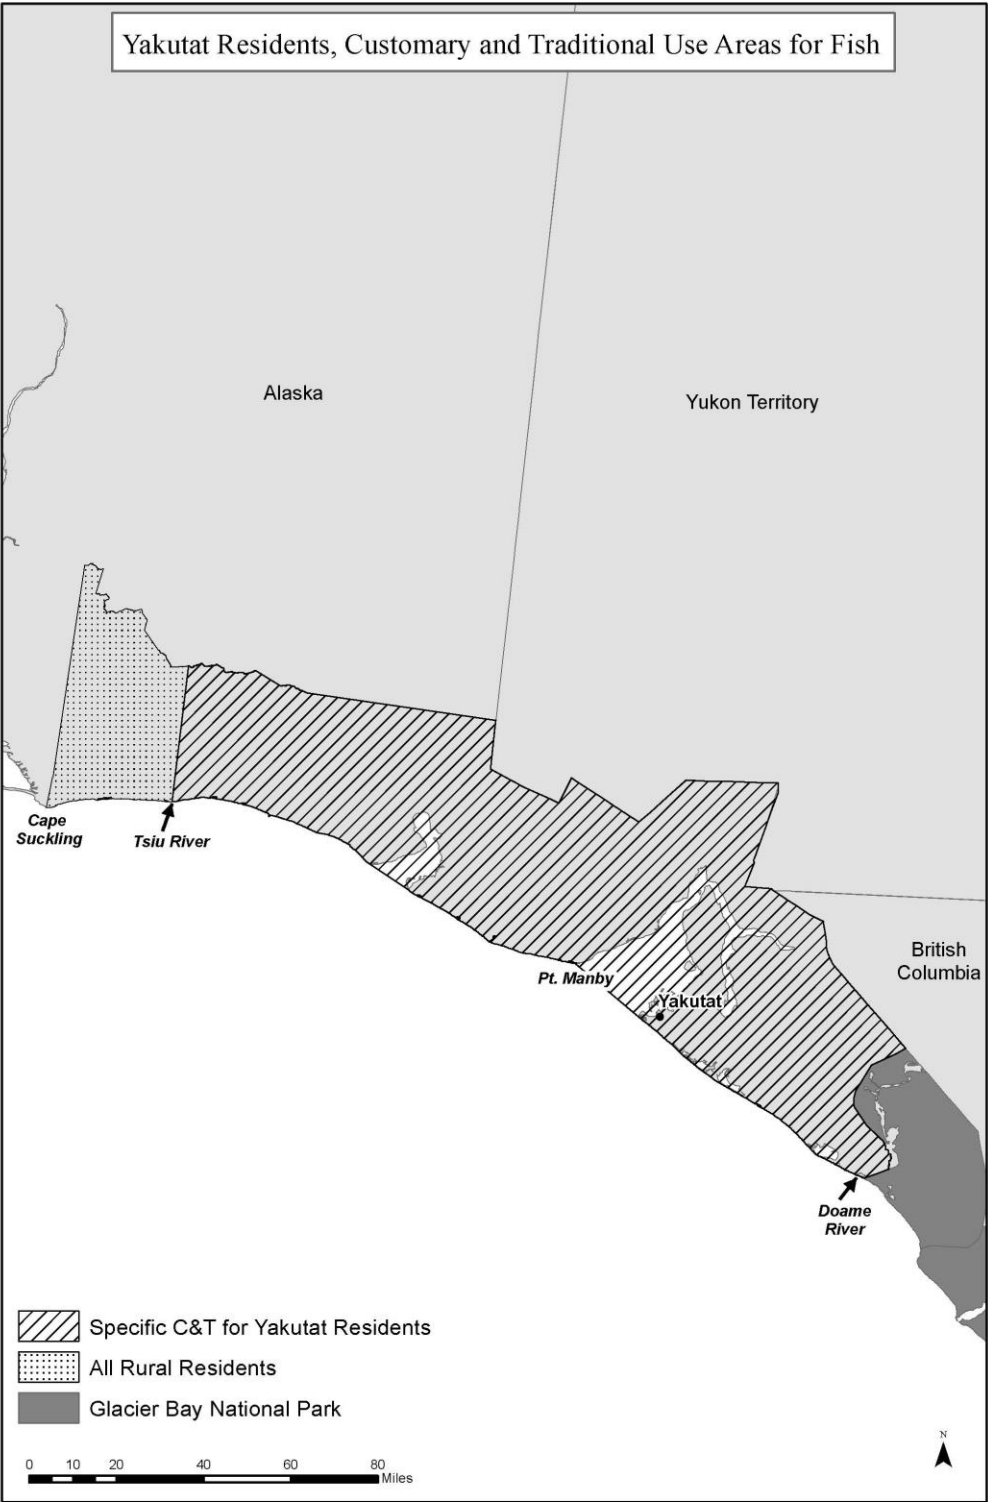 Yakutat Residents, Customary and Traditional Use Areas for Fish
Alaska
Yukon Territory
Cape
Suckling
Tsiu River
Pt. Manby
Yakutat
British
Columbia
Doame
River
Specific C&T for Yakutat Residents
All Rural Residents
Glacier Bay National Park
0 10 20 40 60 80
Miles
N